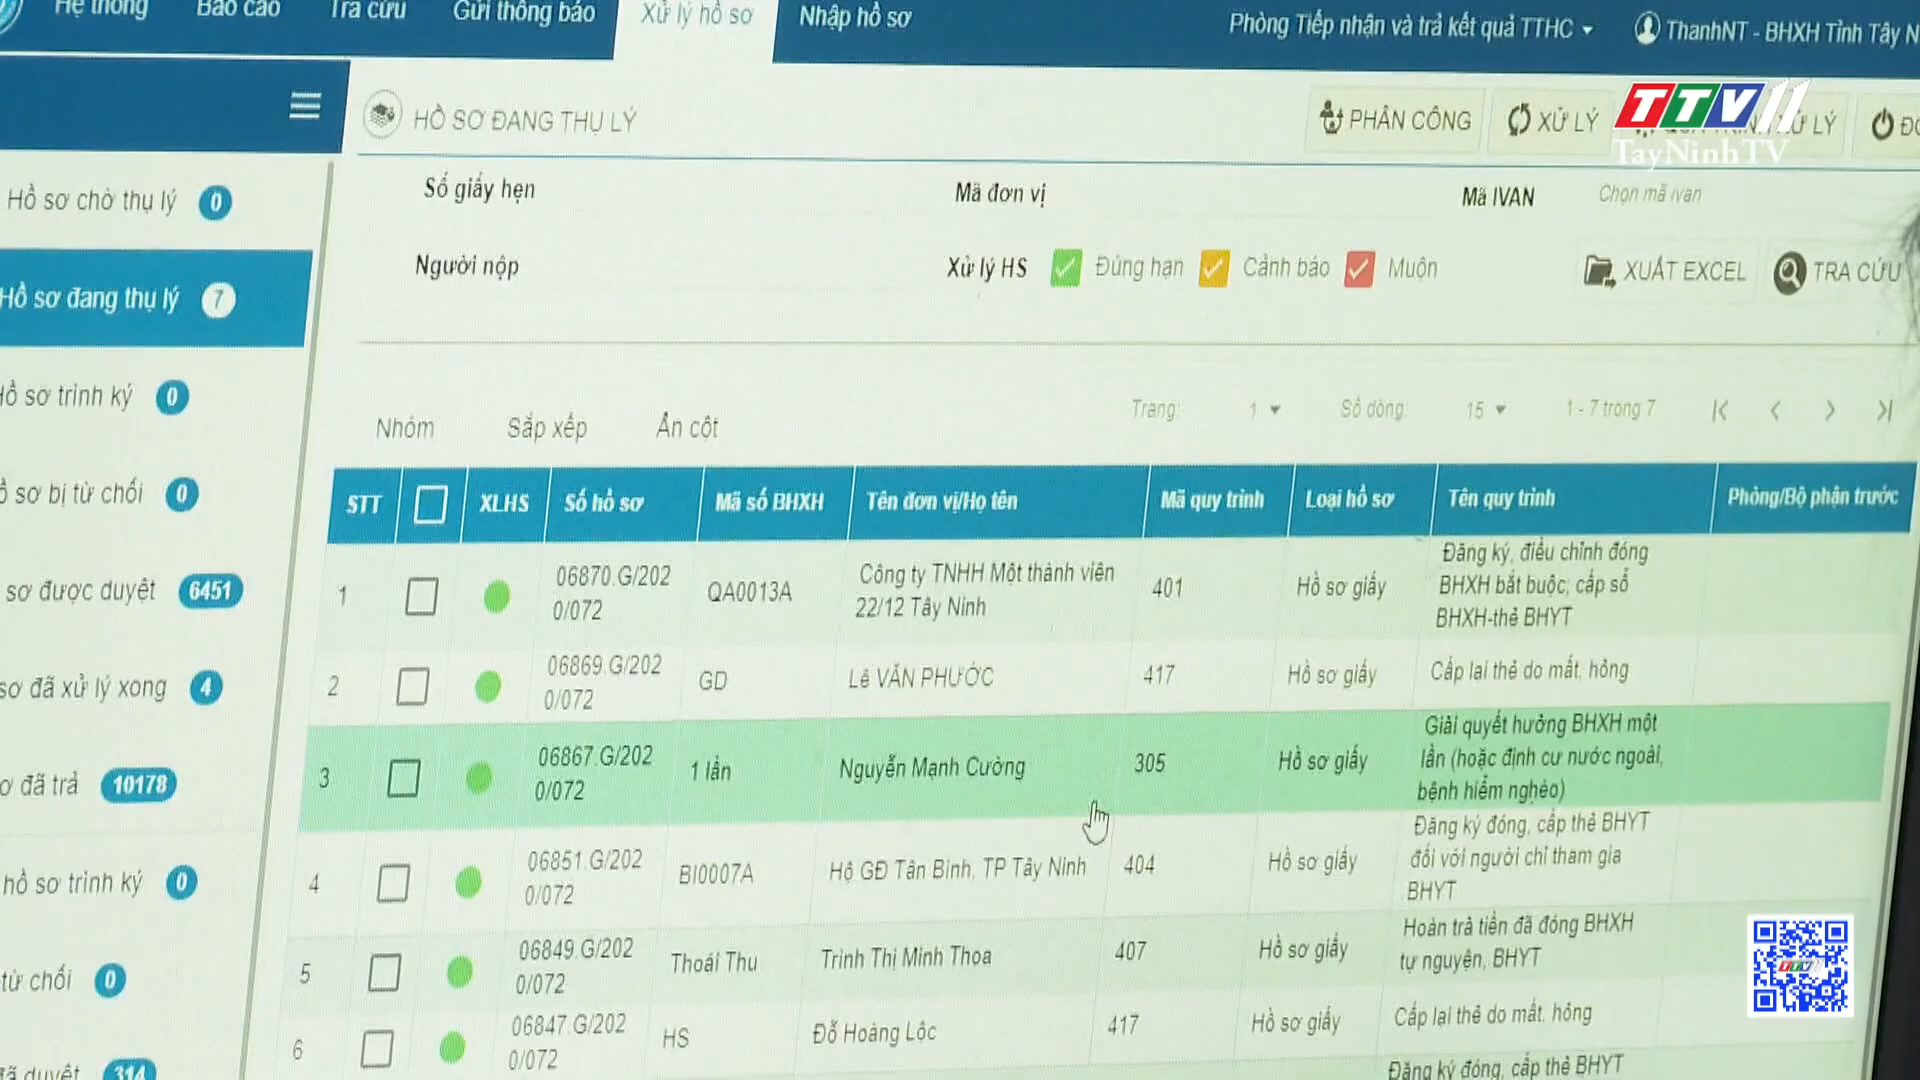 Hệ thống Báo cáo Tra cứu Gửi thông báo Xử lý hồ sơ Nhập hồ sơ Phòng Tiếp nhận và trả kết quả TTHC ThanhNT - BHXH Tỉnh Tây N
HỒ SƠ ĐANG THỤ LÝ PHÂN CÔNG XỬ LÝ
TTV11
TayNinhTV
Hồ sơ chờ thụ lý 0
Hồ sơ đang thụ lý 7
Hồ sơ trình ký 0
sơ bị từ chối 0
sơ được duyệt 6451
sơ đã xử lý xong 4
đã trả 10178
hồ sơ trình ký 0
từ chối 0
duyệt 314
Số giấy hẹn Mã đơn vị Mã IVAN Chọn mã ivan
Người nộp Xử lý HS Đúng hạn Cảnh báo Muộn XUẤT EXCEL TRA CỨU
Nhóm Sắp xếp Ẩn cột Trang: 1 Số dòng: 15 1 - 7 trong 7
STT XLHS Số hồ sơ Mã số BHXH Tên đơn vị/Họ tên Mã quy trình Loại hồ sơ Tên quy trình Phòng/Bộ phận trước
1 06870.G/202 QA0013A Công ty TNHH Một thành viên 401 Hồ sơ giấy Đăng ký, điều chỉnh đóng
0/072 22/12 Tây Ninh BHXH bắt buộc; cấp sổ
BHXH-thẻ BHYT
2 06869.G/202 GD Lê VĂN PHƯỚC 417 Hồ sơ giấy Cấp lại thẻ do mất, hỏng
0/072
3 06867.G/202 1 lần Nguyễn Mạnh Cường 305 Hồ sơ giấy Giải quyết hưởng BHXH một
0/072 lần (hoặc định cư nước ngoài,
bệnh hiểm nghèo)
4 06851.G/202 BI0007A Hộ GĐ Tân Bình, TP Tây Ninh 404 Hồ sơ giấy Đăng ký đóng, cấp thẻ BHYT
0/072 đối với người chỉ tham gia
BHYT
5 06849.G/202 Thoái Thu Trình Thị Minh Thoa 407 Hồ sơ giấy Hoàn trả tiền đã đóng BHXH
0/072 tự nguyện, BHYT
6 06847.G/202 HS Đỗ Hoàng Lộc 417 Hồ sơ giấy Cấp lại thẻ do mất, hỏng
0/072
Đăng ký đóng, cấp thẻ BHYT